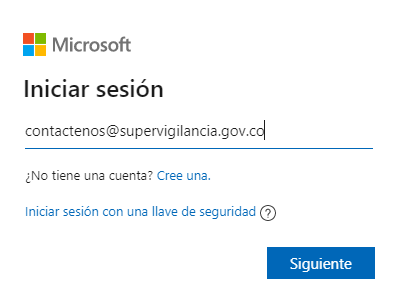 Microsoft
Iniciar sesión
contactenos@supervigilancia.gov.co
¿No tiene una cuenta? Cree una.
Iniciar sesión con una llave de seguridad ?
Siguiente